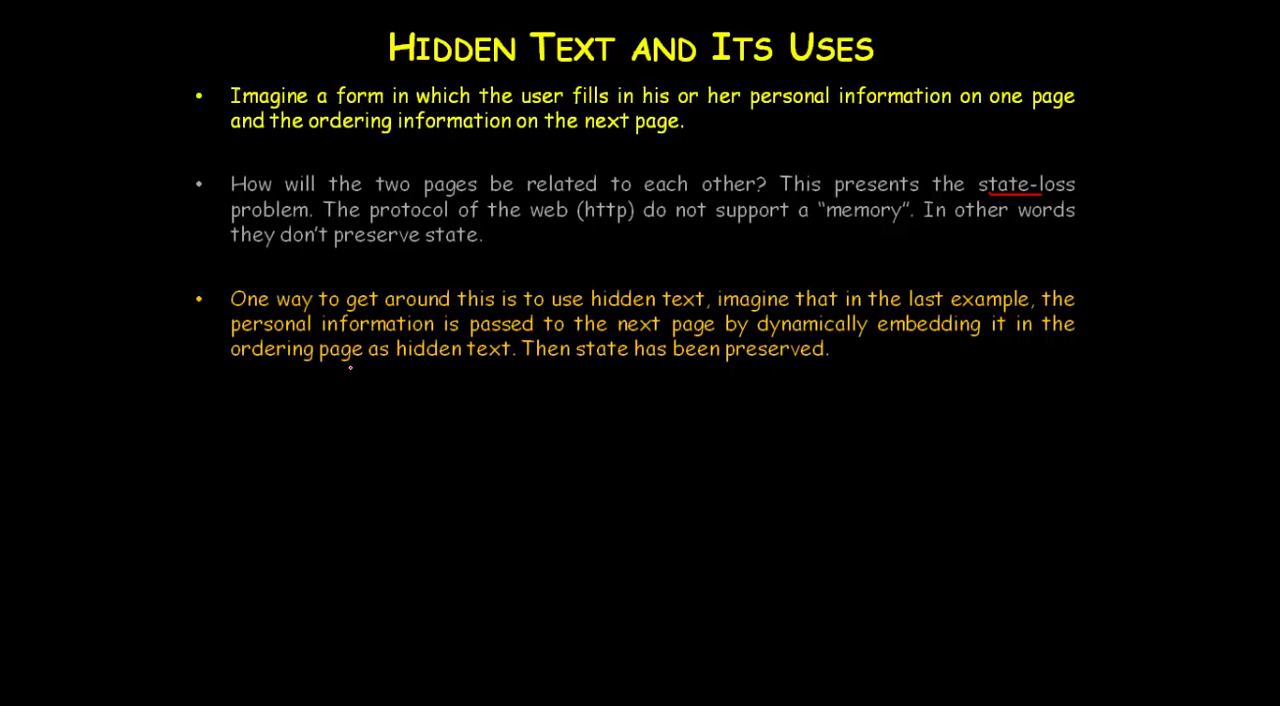 HIDDEN TEXT AND ITS USES
• Imagine a form in which the user fills in his or her personal information on one page
and the ordering information on the next page.
• How will the two pages be related to each other? This presents the state-loss
problem. The protocol of the web (http) do not support a “memory”. In other words
they don’t preserve state.
• One way to get around this is to use hidden text, imagine that in the last example, the
personal information is passed to the next page by dynamically embedding it in the
ordering page as hidden text. Then state has been preserved.